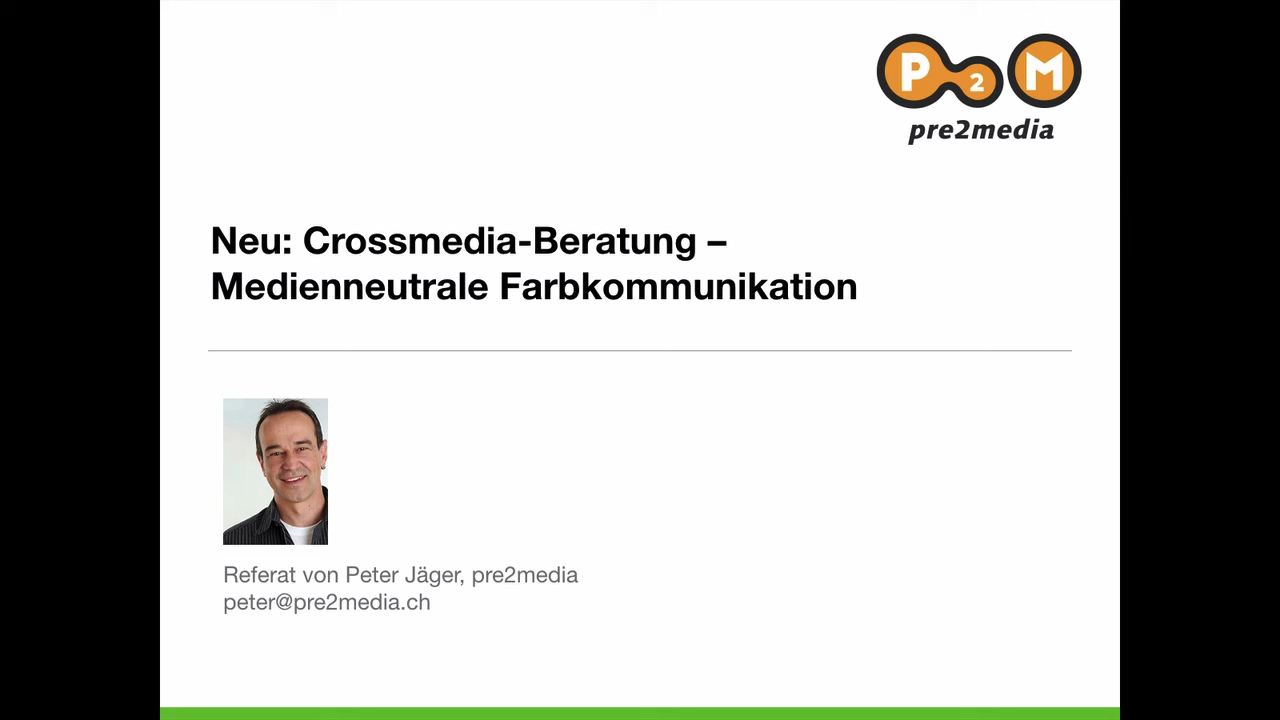 P 2 M
pre2media
Neu: Crossmedia-Beratung –
Medienneutrale Farbkommunikation
Referat von Peter Jäger, pre2media
peter@pre2media.ch